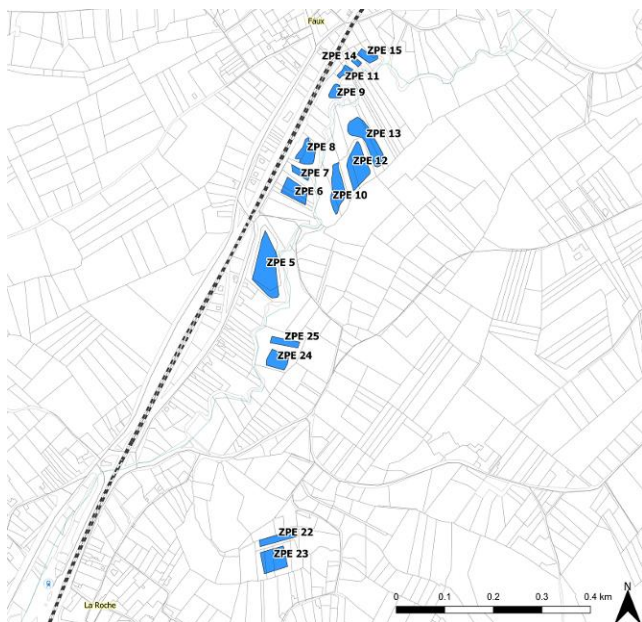 Faux
ZPE 15
ZPE 14
ZPE 11
ZPE 9
ZPE 13
ZPE 8
ZPE 12
ZPE 7
ZPE 6
ZPE 10
ZPE 5
ZPE 25
ZPE 24
ZPE 22
ZPE 23
La Roche
N
0 0.1 0.2 0.3 0.4 km